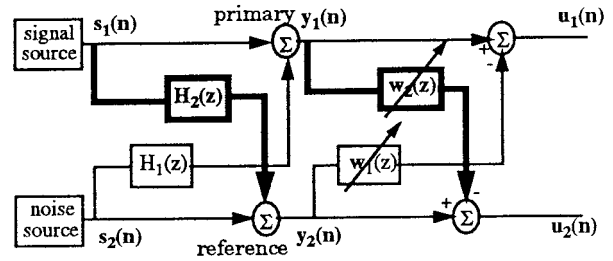 primary
s₁(n)
y₁(n)
u₁(n)
signal
source
Σ
+
-
Σ
H₂(z)
w₂(z)
H₁(z)
w₁(z)
noise
source
s₂(n)
Σ
reference
y₂(n)
+
-
Σ
u₂(n)